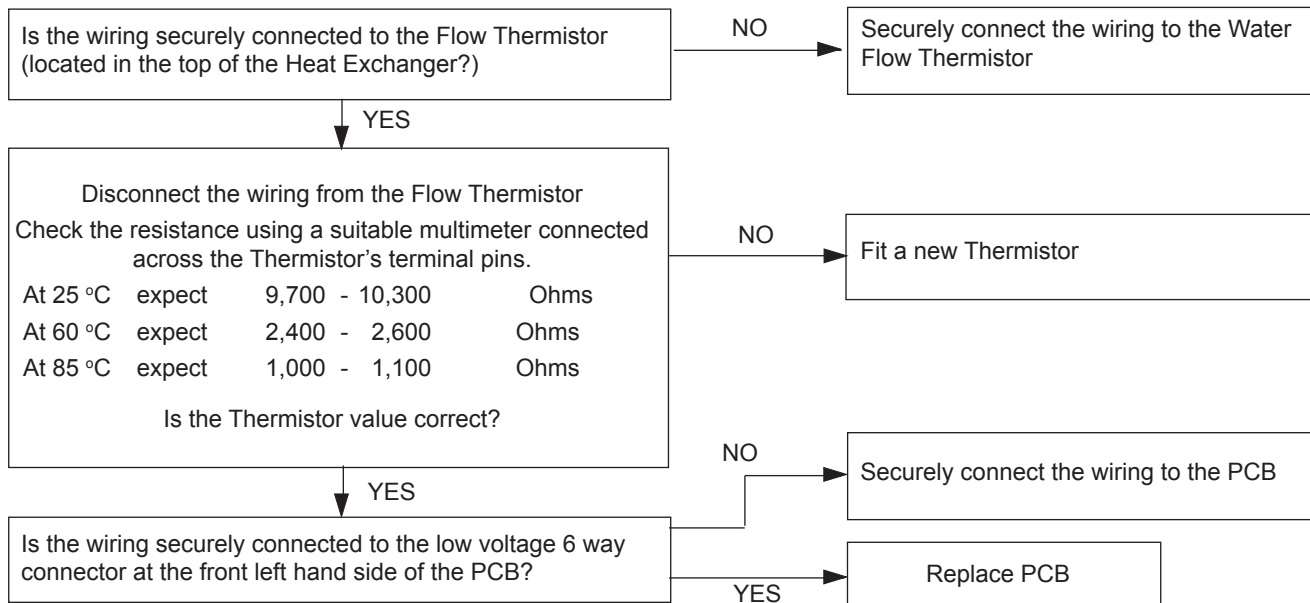 Is the wiring securely connected to the Flow Thermistor
(located in the top of the Heat Exchanger?)
NO
Securely connect the wiring to the Water
Flow Thermistor
YES
Disconnect the wiring from the Flow Thermistor
Check the resistance using a suitable multimeter connected
across the Thermistor's terminal pins.
At 25 ºC expect 9,700 - 10,300 Ohms
At 60 ºC expect 2,400 - 2,600 Ohms
At 85 ºC expect 1,000 - 1,100 Ohms
Is the Thermistor value correct?
NO
Fit a new Thermistor
YES
Is the wiring securely connected to the low voltage 6 way
connector at the front left hand side of the PCB?
NO
Securely connect the wiring to the PCB
YES
Replace PCB